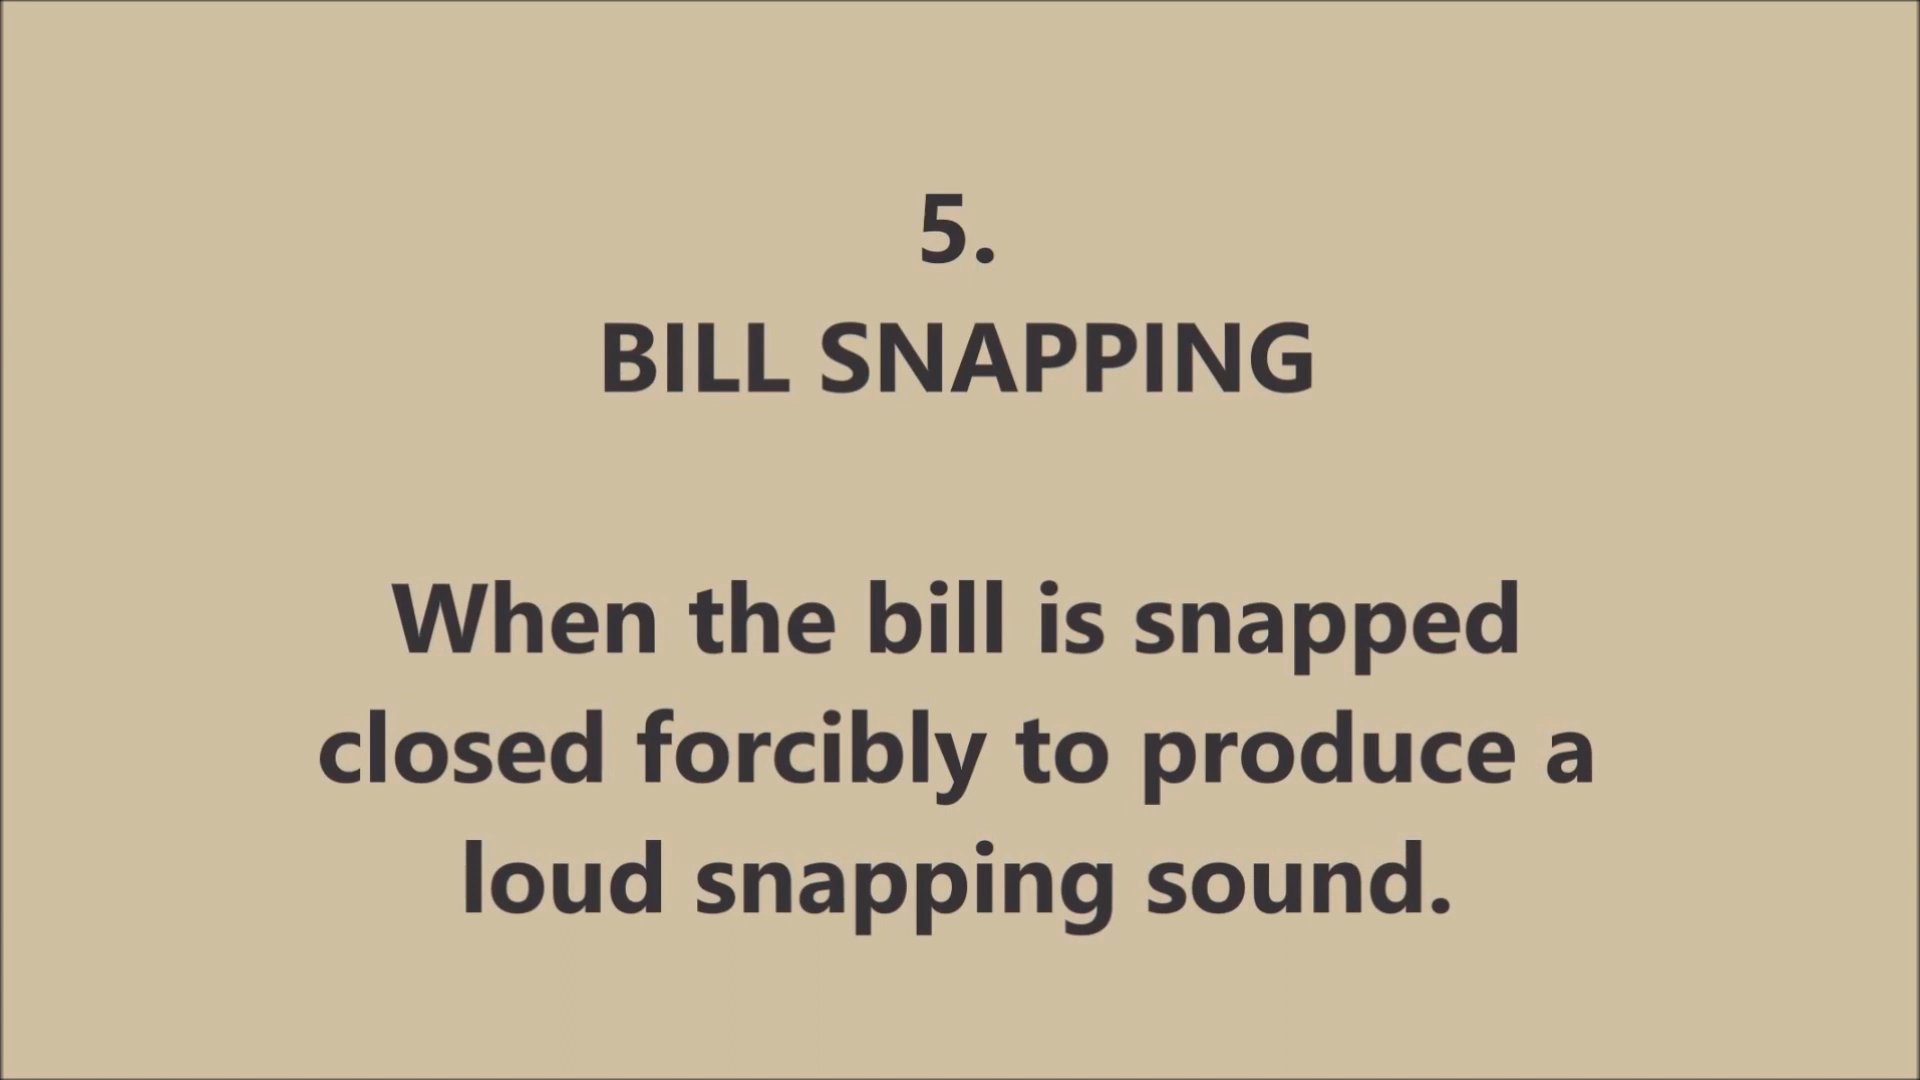 5.
BILL SNAPPING
When the bill is snapped
closed forcibly to produce a
loud snapping sound.